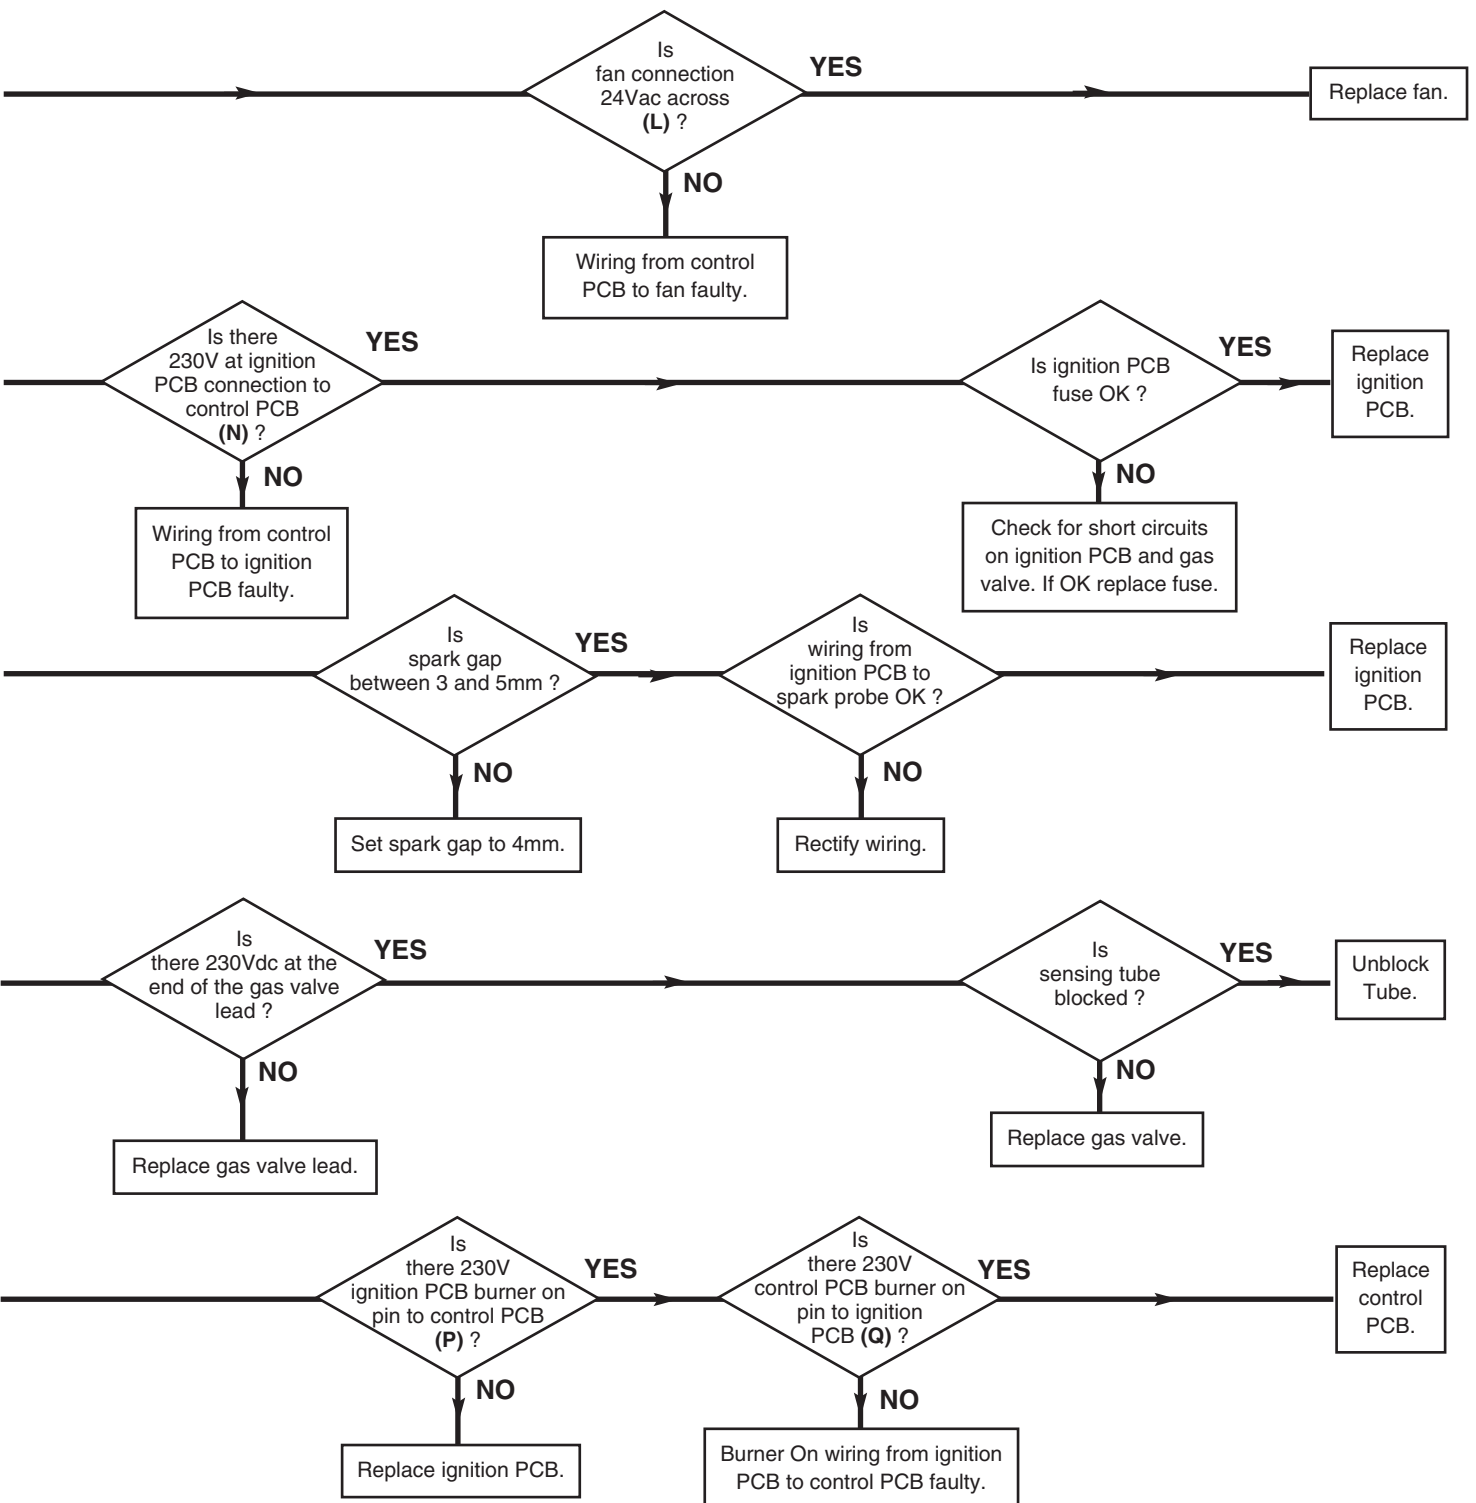 Is
fan connection
24Vac across
(L) ?
YES
Replace fan.
NO
Wiring from control
PCB to fan faulty.
Is there
230V at ignition
PCB connection to
control PCB
(N) ?
YES
Is ignition PCB
fuse OK ?
YES
Replace
ignition
PCB.
NO
Wiring from control
PCB to ignition
PCB faulty.
NO
Check for short circuits
on ignition PCB and gas
valve. If OK replace fuse.
Is
spark gap
between 3 and 5mm ?
YES
Is
wiring from
ignition PCB to
spark probe OK ?
Replace
ignition
PCB.
NO
Set spark gap to 4mm.
NO
Rectify wiring.
Is
there 230Vdc at the
end of the gas valve
lead ?
YES
Is
sensing tube
blocked ?
YES
Unblock
Tube.
NO
Replace gas valve lead.
NO
Replace gas valve.
Is
there 230V
ignition PCB burner on
pin to control PCB
(P) ?
YES
Is
there 230V
control PCB burner on
pin to ignition
PCB (Q) ?
YES
Replace
control
PCB.
NO
Replace ignition PCB.
NO
Burner On wiring from ignition
PCB to control PCB faulty.